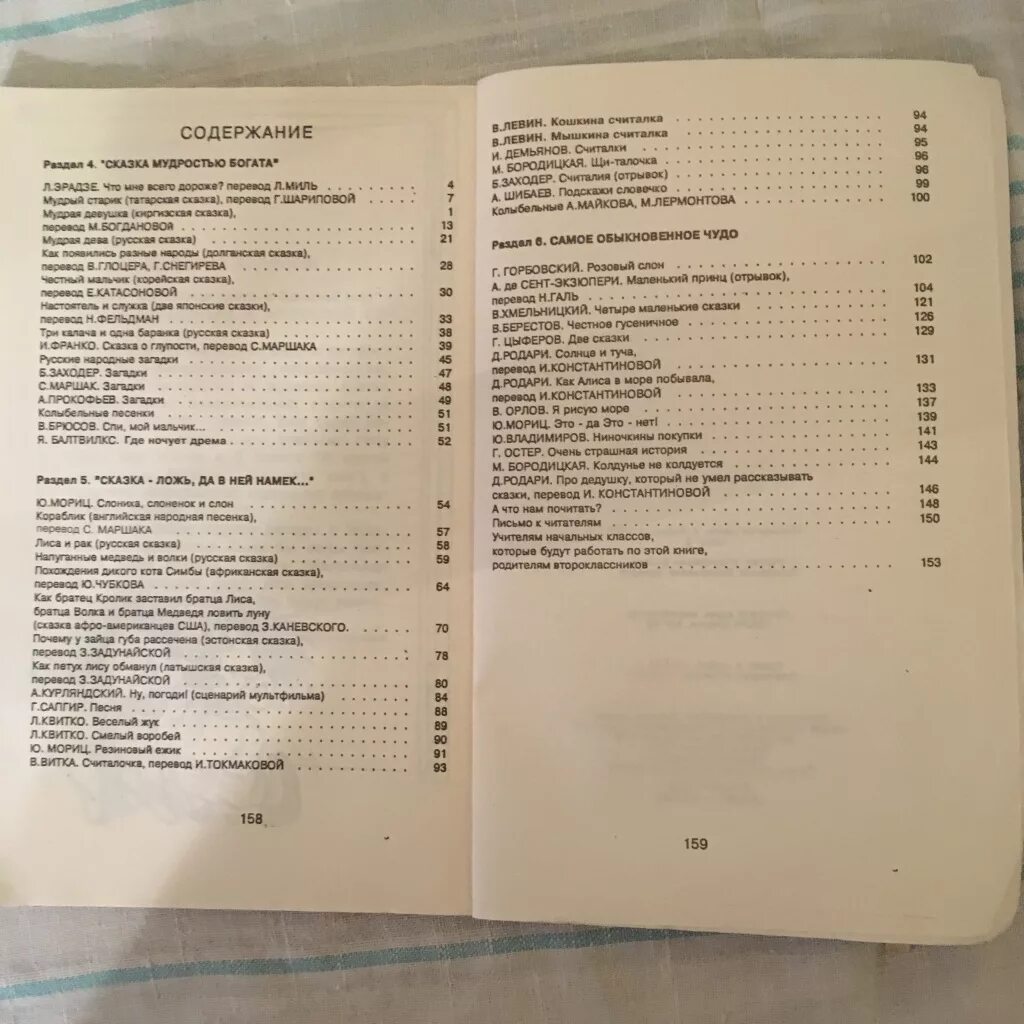 СОДЕРЖАНИЕ
Раздел 4. "СКАЗКА МУДРОСТЬЮ БОГАТА"
Л.ЭРАДЗЕ. Что мне всего дороже? перевод Л.МИЛЬ . . . . . . . . 4
Мудрый старик (татарская сказка), перевод Г.ШАРИПОВОЙ . . . . . 7
Мудрая девушка (киргизская сказка), 1
перевод М.БОГДАНОВОЙ . . . . . . . . 13
Мудрая дева (русская сказка) . . . . . . . . 21
Как появились разные народы (долганская сказка),
перевод В.ГЛОЦЕРА, Г.СНЕГИРЕВА . . . . . . . . 28
Честный мальчик (корейская сказка),
перевод Е.КАТАСОНОВОЙ . . . . . . . . 30
Настоятель и служка (две японские сказки),
перевод Н.ФЕЛЬДМАН . . . . . . . . 33
Три калача и одна баранка (русская сказка) . . . . . . . . 38
И.ФРАНКО. Сказка о глупости, перевод С.МАРШАКА . . . . . . . . 39
Русские народные загадки . . . . . . . . 45
Б.ЗАХОДЕР. Загадки . . . . . . . . 47
С.МАРШАК. Загадки . . . . . . . . 48
А.ПРОКОФЬЕВ. Загадки . . . . . . . . 49
Колыбельные песенки . . . . . . . . 51
В.БРЮСОВ. Спи, мой мальчик... . . . . . . . . 51
Я. БАЛТВИЛКС. Где ночует дрема . . . . . . . . 52
Раздел 5. "СКАЗКА - ЛОЖЬ, ДА В НЕЙ НАМЕК..."
Ю.МОРИЦ. Слониха, слоненок и слон . . . . . . . . 54
Кораблик (английская народная песенка),
перевод С. МАРШАКА . . . . . . . . 57
Лиса и рак (русская сказка) . . . . . . . . 58
Напуганные медведь и волки (русская сказка) . . . . . . . . 59
Похождения дикого кота Симбы (африканская сказка),
перевод Ю.ЧУБКОВА . . . . . . . . 64
Как братец Кролик заставил братца Лиса,
братца Волка и братца Медведя ловить луну
(сказка афро-американцев США), перевод Э.КАНЕВСКОГО. . . . . . 70
Почему у зайца губа рассечена (эстонская сказка),
перевод З.ЗАДУНАЙСКОЙ . . . . . . . . 78
Как петух лису обманул (латышская сказка),
перевод З.ЗАДУНАЙСКОЙ . . . . . . . . 80
А.КУРЛЯНДСКИЙ. Ну, погоди! (сценарий мультфильма) . . . . . . 84
Г.САПГИР. Песня . . . . . . . . 88
Л.КВИТКО. Веселый жук . . . . . . . . 89
Л.КВИТКО. Смелый воробей . . . . . . . . 90
Ю. МОРИЦ. Резиновый ежик . . . . . . . . 91
В.ВИТКА. Считалочка, перевод И.ТОКМАКОВОЙ . . . . . . . . 93
158
В.ЛЕВИН. Кошкина считалка . . . . . . . . 94
В.ЛЕВИН. Мышкина считалка . . . . . . . . 94
И. ДЕМЬЯНОВ. Считалки . . . . . . . . 95
М. БОРОДИЦКАЯ. Щи-талочка . . . . . . . . 96
Б.ЗАХОДЕР. Считалия (отрывок) . . . . . . . . 98
А. ШИБАЕВ. Подскажи словечко . . . . . . . . 99
Колыбельные А.МАЙКОВА, М.ЛЕРМОНТОВА . . . . . . . . 100
Раздел 6. САМОЕ ОБЫКНОВЕННОЕ ЧУДО
Г. ГОРБОВСКИЙ. Розовый слон . . . . . . . . 102
А. де СЕНТ-ЭКЗЮПЕРИ. Маленький принц (отрывок),
перевод Н.ГАЛЬ . . . . . . . . 104
В.ХМЕЛЬНИЦКИЙ. Четыре маленькие сказки . . . . . . . . 121
В.БЕРЕСТОВ. Честное гусеничное . . . . . . . . 126
Г. ЦЫФЕРОВ. Две сказки . . . . . . . . 129
Д.РОДАРИ. Солнце и туча,
перевод И.КОНСТАНТИНОВОЙ . . . . . . . . 131
Д.РОДАРИ. Как Алиса в море побывала,
перевод И.КОНСТАНТИНОВОЙ . . . . . . . . 133
В. ОРЛОВ. Я рисую море . . . . . . . . 137
Ю.МОРИЦ. Это - да Это - нет! . . . . . . . . 139
Ю.ВЛАДИМИРОВ. Ниночкины покупки . . . . . . . . 141
Г. ОСТЕР. Очень страшная история . . . . . . . . 143
М. БОРОДИЦКАЯ. Колдунье не колдуется . . . . . . . . 144
Д.РОДАРИ. Про дедушку, который не умел рассказывать
сказки, перевод И. КОНСТАНТИНОВОЙ . . . . . . . . 146
А что нам почитать? . . . . . . . . 148
Письмо к читателям . . . . . . . . 150
Учителям начальных классов,
которые будут работать по этой книге,
родителям второклассников . . . . . . . . 153
159